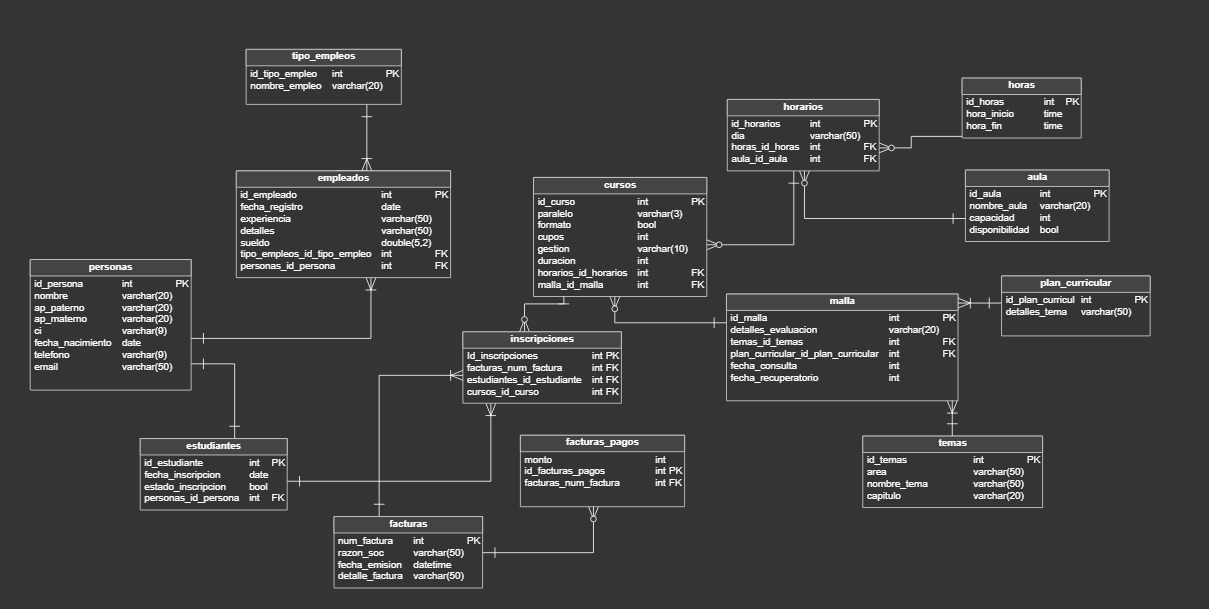 tipo_empleos
id_tipo_empleo int PK
nombre_empleo varchar(20)
horas
id_horas int PK
hora_inicio time
hora_fin time
horarios
id_horarios int PK
dia varchar(50)
horas_id_horas int FK
aula_id_aula int FK
empleados
id_empleado int PK
fecha_registro date
experiencia varchar(50)
detalles varchar(50)
sueldo double(5,2)
tipo_empleos_id_tipo_empleo int FK
personas_id_persona int FK
cursos
id_curso int PK
paralelo varchar(3)
formato bool
cupos int
gestion varchar(10)
duracion int
horarios_id_horarios int FK
malla_id_malla int FK
aula
id_aula int PK
nombre_aula varchar(20)
capacidad int
disponibilidad bool
personas
id_persona int PK
nombre varchar(20)
ap_paterno varchar(20)
ap_materno varchar(20)
ci varchar(9)
fecha_nacimiento date
telefono varchar(9)
email varchar(50)
plan_curricular
id_plan_curricul int PK
detalles_tema varchar(50)
malla
id_malla int PK
detalles_evaluacion varchar(20)
temas_id_temas int FK
plan_curricular_id_plan_curricular int FK
fecha_consulta int
fecha_recuperatorio int
inscripciones
Id_inscripciones int PK
facturas_num_factura int FK
estudiantes_id_estudiante int FK
cursos_id_curso int FK
estudiantes
id_estudiante int PK
fecha_inscripcion date
estado_inscripcion bool
personas_id_persona int FK
facturas_pagos
monto int
id_facturas_pagos int PK
facturas_num_factura int FK
temas
id_temas int PK
area varchar(50)
nombre_tema varchar(50)
capitulo varchar(20)
facturas
num_factura int PK
razon_soc varchar(50)
fecha_emision datetime
detalle_factura varchar(50)